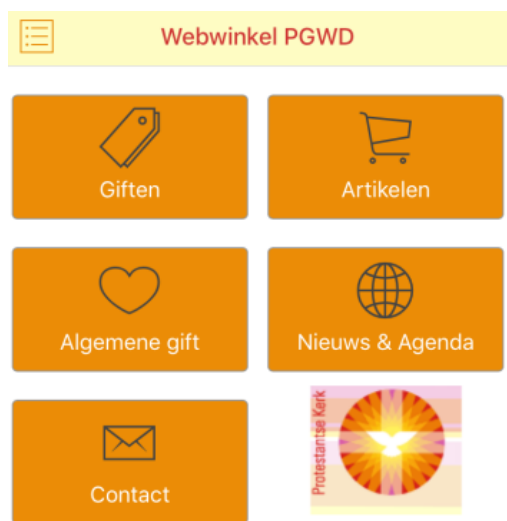 Webwinkel PGWD
Giften
Artikelen
Algemene gift
Nieuws & Agenda
Contact
Protestantse Kerk